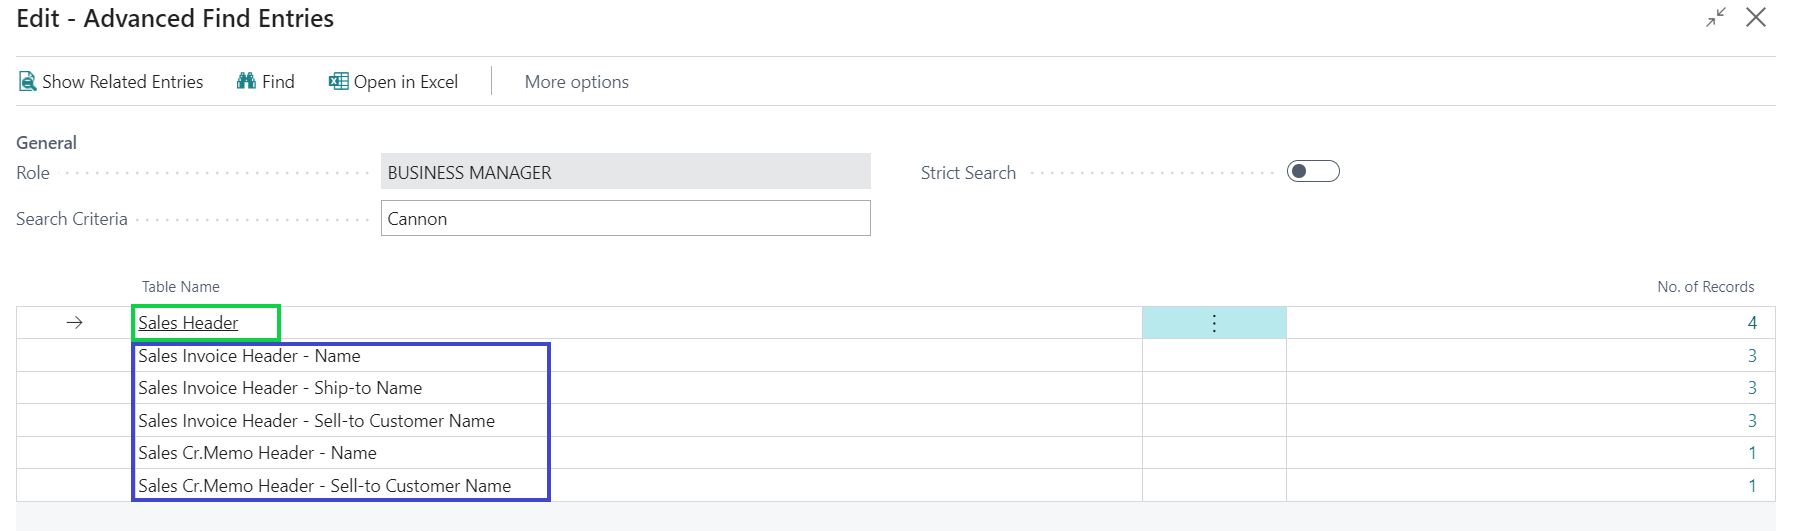 Edit - Advanced Find Entries
Show Related Entries Find Open in Excel More options
General
Role BUSINESS MANAGER Strict Search
Search Criteria Cannon
Table Name No. of Records
Sales Header 4
Sales Invoice Header - Name 3
Sales Invoice Header - Ship-to Name 3
Sales Invoice Header - Sell-to Customer Name 3
Sales Cr.Memo Header - Name 1
Sales Cr.Memo Header - Sell-to Customer Name 1